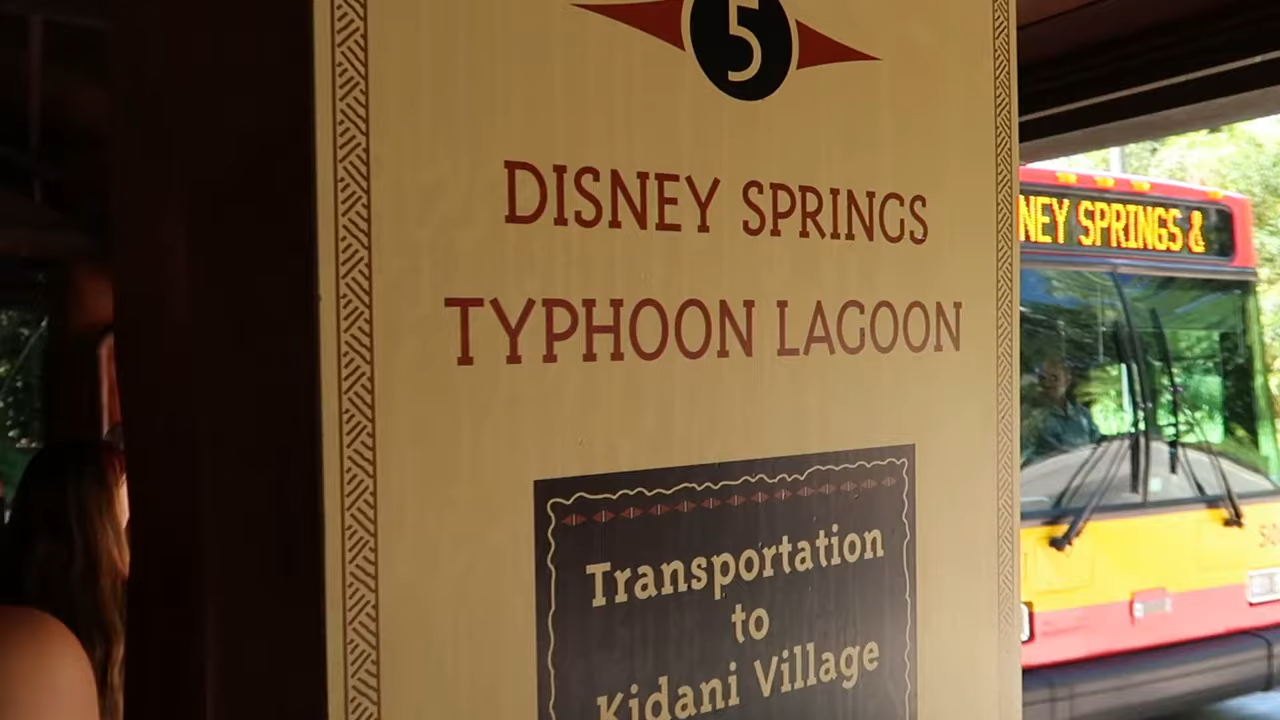 5
DISNEY SPRINGS
TYPHOON LAGOON
Transportation
to
Kidani Village
NEY SPRINGS &